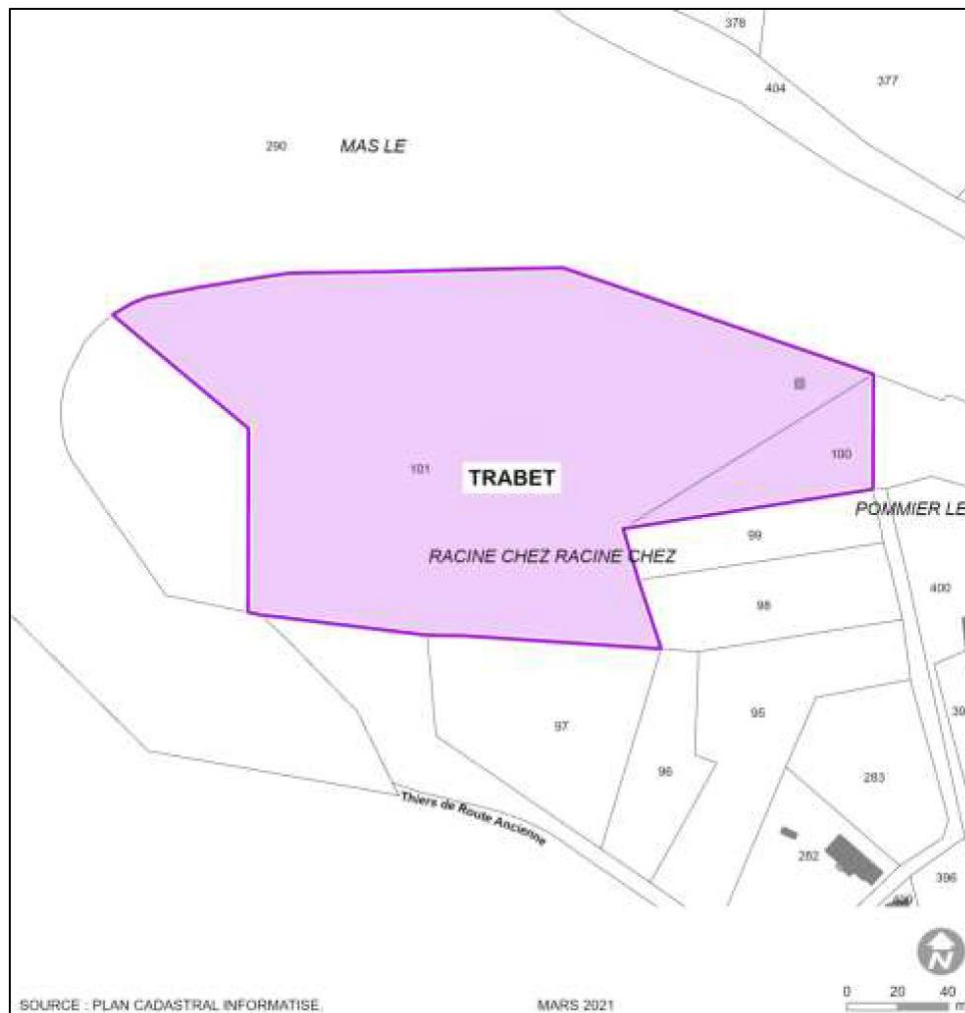 378
377
404
290
MAS LE
100
101
TRABET
POMMIER LE
99
RACINE CHEZ RACINE CHEZ
400
98
95
97
96
283
Thiers de Route Ancienne
282
396
SOURCE : PLAN CADASTRAL INFORMATISE,
MARS 2021
N
0 20 40
m